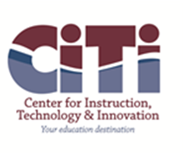 CiTi
Center for Instruction,
Technology & Innovation
Your education destination